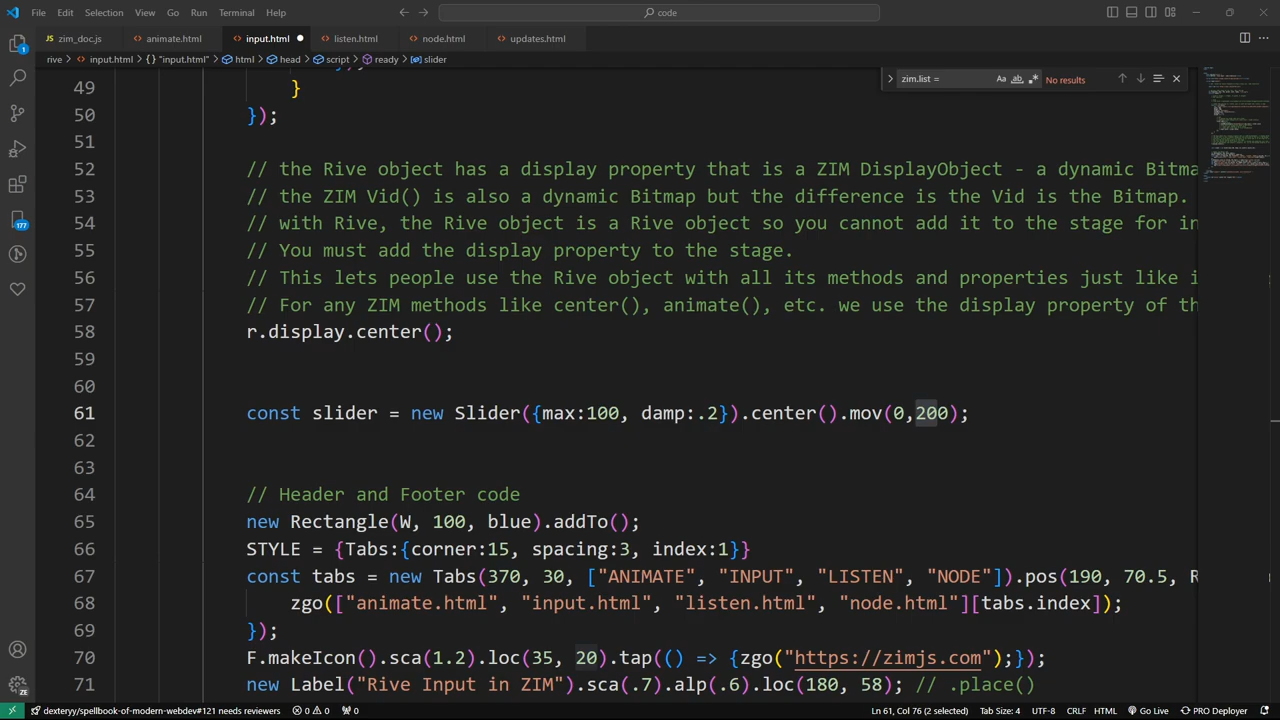 File Edit Selection View Go Run Terminal Help
code
zim_doc.js animate.html input.html listen.html node.html updates.html
rive > input.html > "input.html" > html > head > script > ready > slider
zim.list = Aa ab No results
49 }
50 });
51
52 // the Rive object has a display property that is a ZIM DisplayObject - a dynamic Bitma
53 // the ZIM Vid() is also a dynamic Bitmap but the difference is the Vid is the Bitmap.
54 // with Rive, the Rive object is a Rive object so you cannot add it to the stage for in
55 // You must add the display property to the stage.
56 // This lets people use the Rive object with all its methods and properties just like i
57 // For any ZIM methods like center(), animate(), etc. we use the display property of th
58 r.display.center();
59
60
61 const slider = new Slider({max:100, damp:.2}).center().mov(0,200);
62
63
64 // Header and Footer code
65 new Rectangle(W, 100, blue).addTo();
66 STYLE = {Tabs:{corner:15, spacing:3, index:1}}
67 const tabs = new Tabs(370, 30, ["ANIMATE", "INPUT", "LISTEN", "NODE"]).pos(190, 70.5, R
68 zgo(["animate.html", "input.html", "listen.html", "node.html"][tabs.index]);
69 });
70 F.makeIcon().sca(1.2).loc(35, 20).tap(() => {zgo("https://zimjs.com");});
71 new Label("Rive Input in ZIM").sca(.7).alp(.6).loc(180, 58); // .place()
1
177
ZE
dexteryy/spellbook-of-modern-webdev#121 needs reviewers 0 0 0 Ln 61, Col 76 (2 selected) Tab Size: 4 UTF-8 CRLF HTML Go Live PRO Deployer